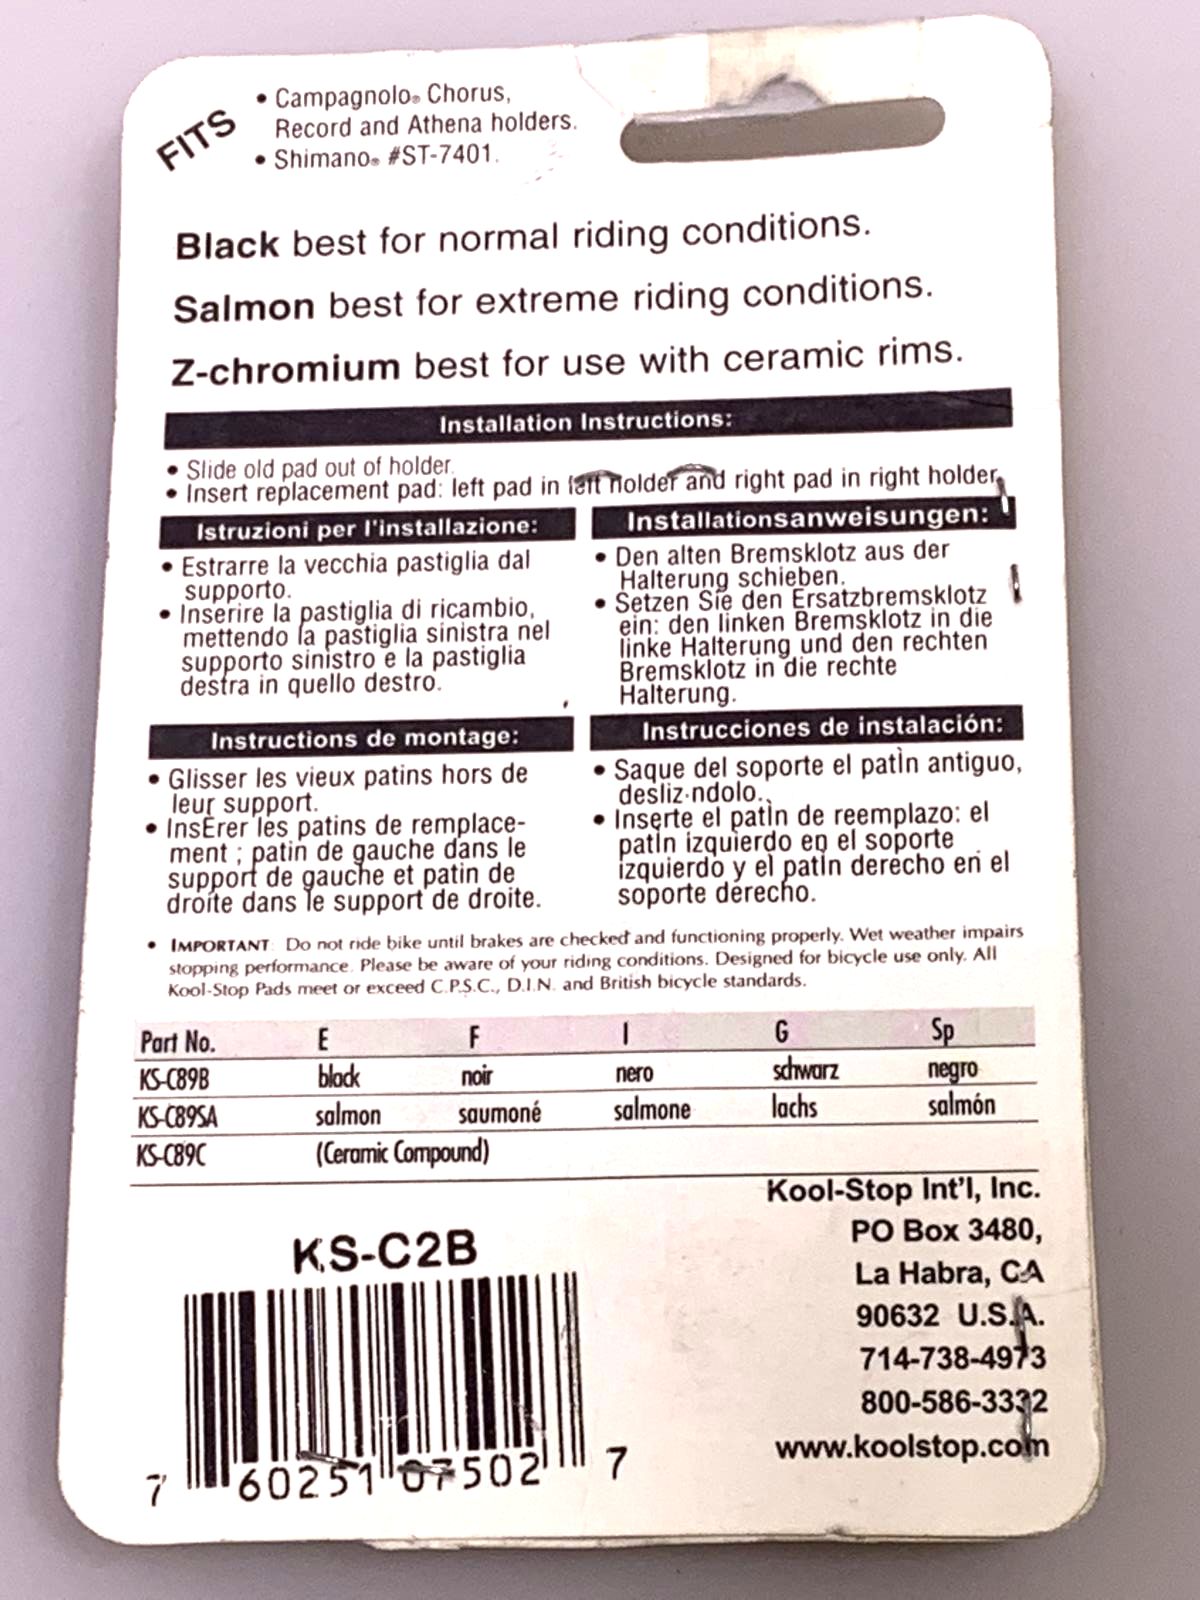 FITS
• Campagnolo® Chorus,
Record and Athena holders.
• Shimano® #ST-7401.
Black best for normal riding conditions.
Salmon best for extreme riding conditions.
Z-chromium best for use with ceramic rims.
Installation Instructions:
• Slide old pad out of holder.
• Insert replacement pad: left pad in left holder and right pad in right holder.
Istruzioni per l'installazione:
• Estrarre la vecchia pastiglia dal
supporto.
• Inserire la pastiglia di ricambio,
mettendo la pastiglia sinistra nel
supporto sinistro e la pastiglia
destra in quello destro.
Installationsanweisungen:
• Den alten Bremsklotz aus der
Halterung schieben.
• Setzen Sie den Ersatzbremsklotz
ein: den linken Bremsklotz in die
linke Halterung und den rechten
Bremsklotz in die rechte
Halterung.
Instructions de montage:
• Glisser les vieux patins hors de
leur support.
• InsÈrer les patins de remplace-
ment ; patin de gauche dans le
support de gauche et patin de
droite dans le support de droite.
Instrucciones de instalación:
• Saque del soporte el patÌn antiguo,
desliz·ndolo.
• Inserte el patÌn de reemplazo: el
patÌn izquierdo en el soporte
izquierdo y el patÌn derecho en el
soporte derecho.
• IMPORTANT: Do not ride bike until brakes are checked and functioning properly. Wet weather impairs
stopping performance. Please be aware of your riding conditions. Designed for bicycle use only. All
Kool-Stop Pads meet or exceed C.P.S.C., D.I.N. and British bicycle standards.
Part No. E F I G Sp
KS-C89B black noir nero schwarz negro
KS-C89SA salmon saumoné salmone lachs salmón
KS-C89C (Ceramic Compound)
KS-C2B
7 60251 07502 7
Kool-Stop Int'l, Inc.
PO Box 3480,
La Habra, CA
90632 U.S.A.
714-738-4973
800-586-3332
www.koolstop.com